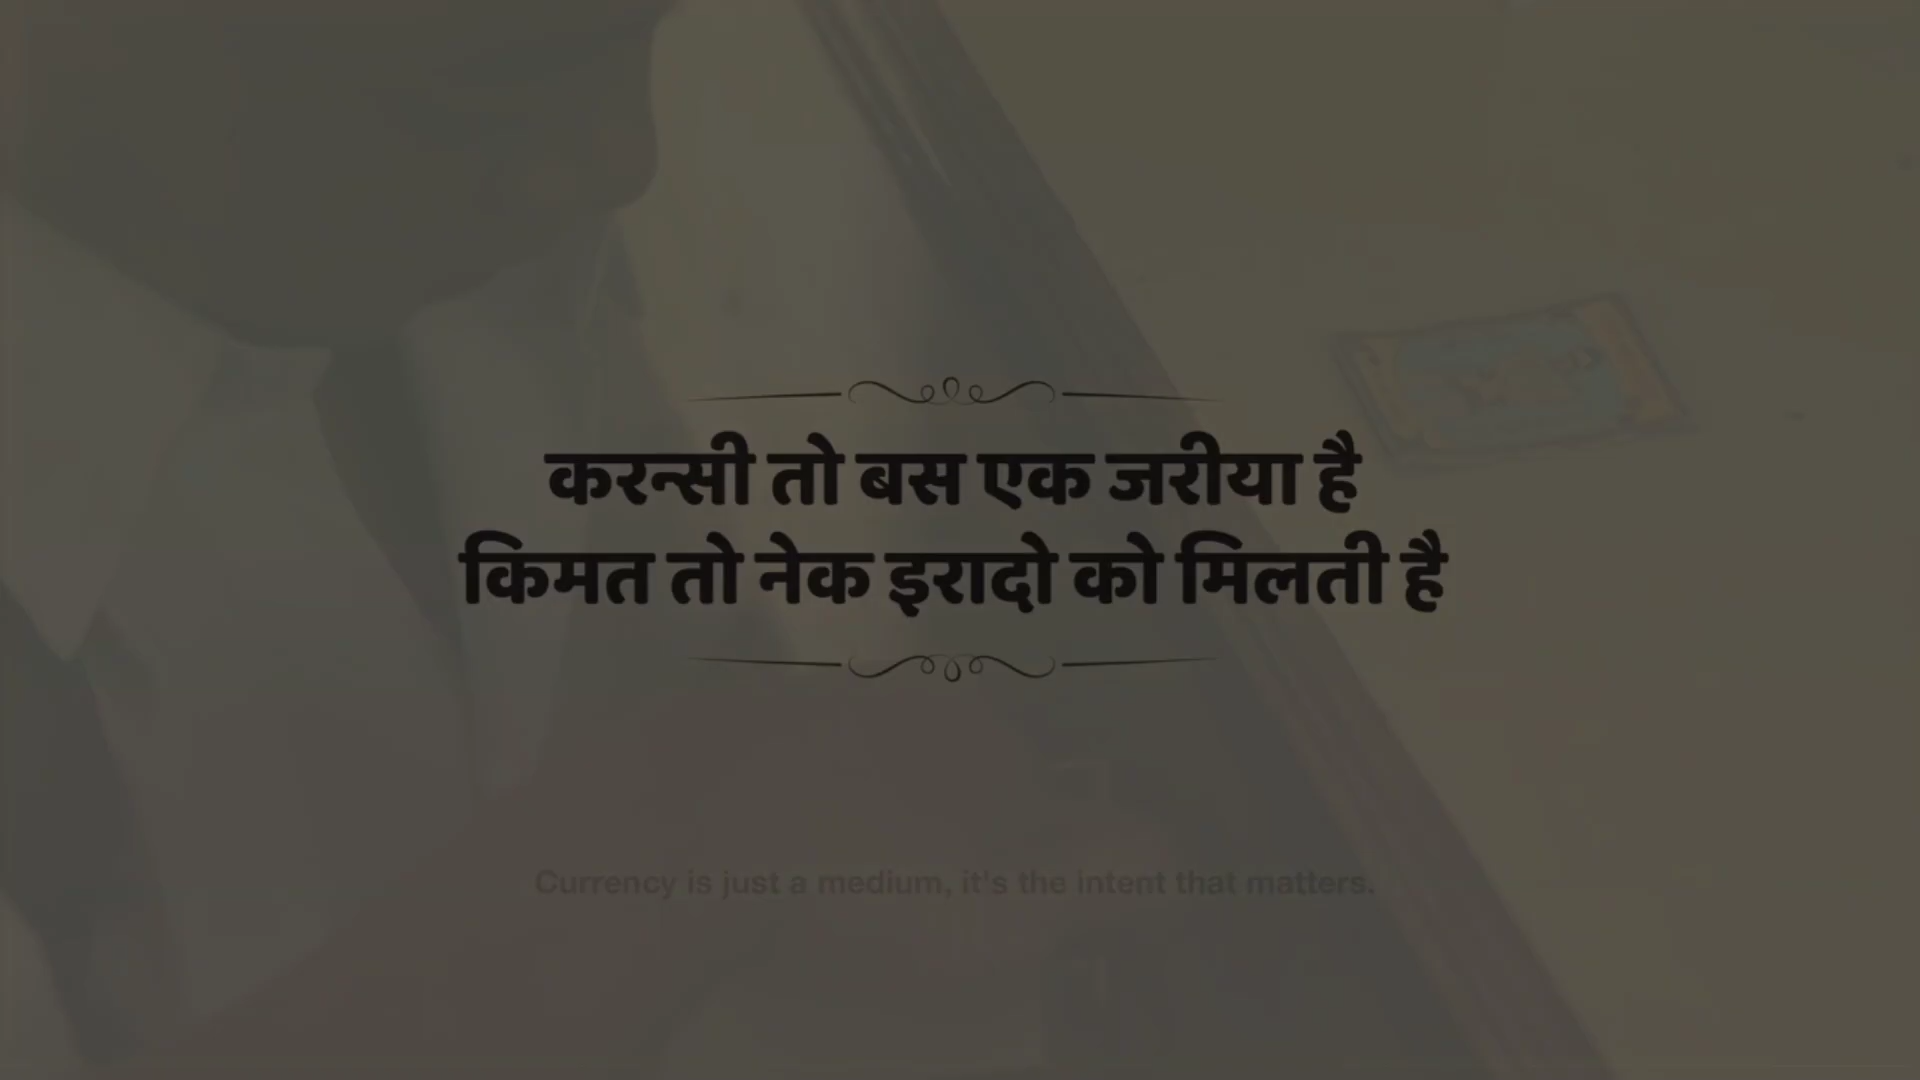 करन्सी तो बस एक जरीया है
किमत तो नेक इरादो को मिलती है
Currency is just a medium, it's the intent that matters.